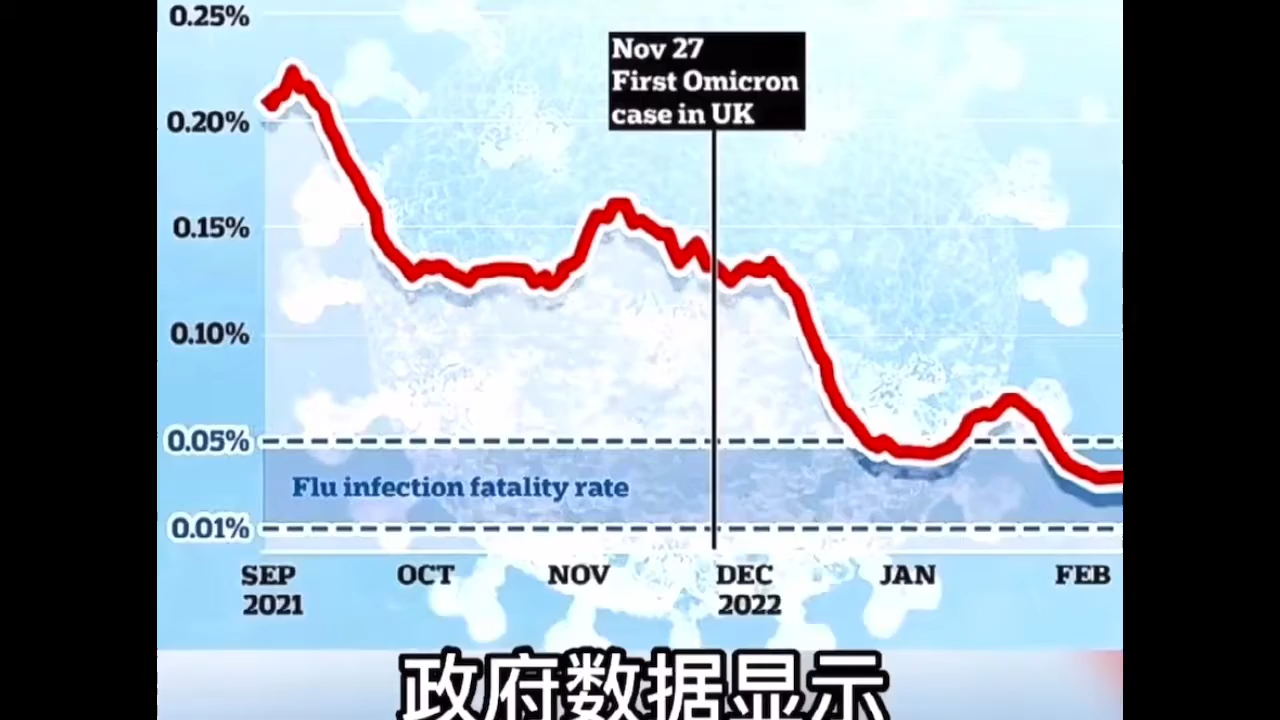 0.25%
Nov 27
First Omicron
case in UK
0.20%
0.15%
0.10%
0.05%
Flu infection fatality rate
0.01%
SEP OCT NOV DEC JAN FEB
2021 2022
政府数据显示